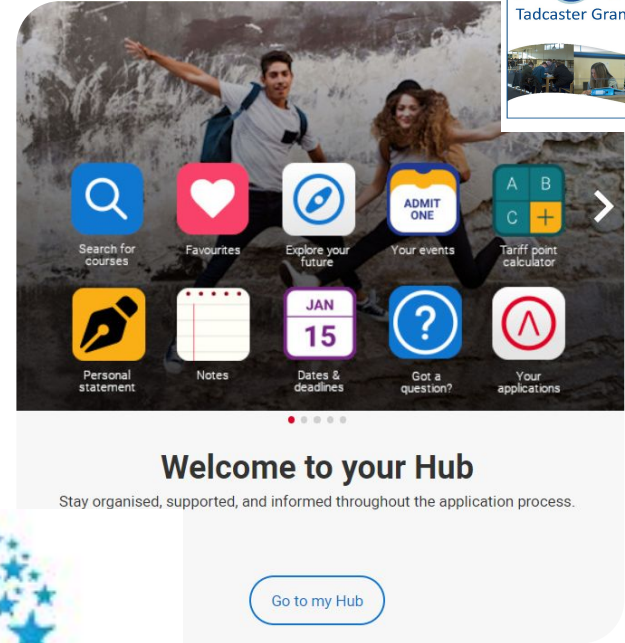 Tadcaster Gram
Search for
courses
Favourites
Explore your
future
ADMIT
ONE
Your events
A B
C +
Tariff point
calculator
Personal
statement
Notes
JAN
15
Dates &
deadlines
?
Got a
question?
Your
applications
Welcome to your Hub
Stay organised, supported, and informed throughout the application process.
Go to my Hub